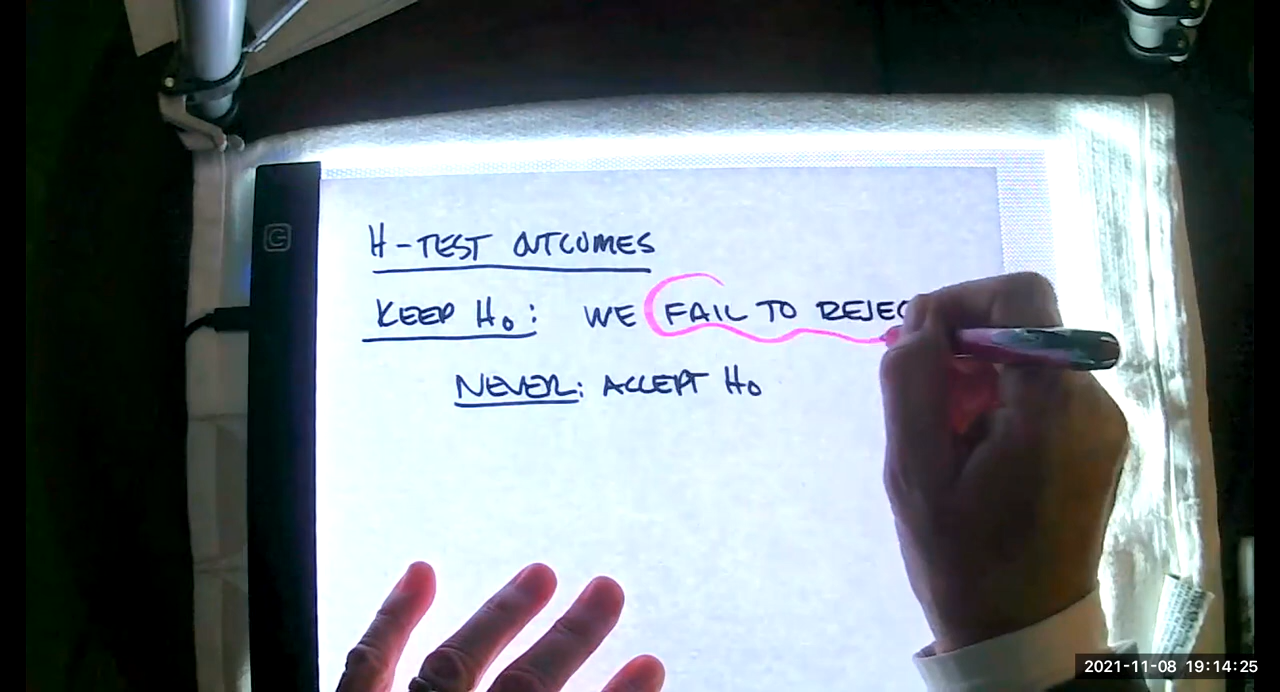 H-TEST OUTCOMES
KEEP H₀: WE FAIL TO REJEC
NEVER: ACCEPT H₀
2021-11-08 19:14:25